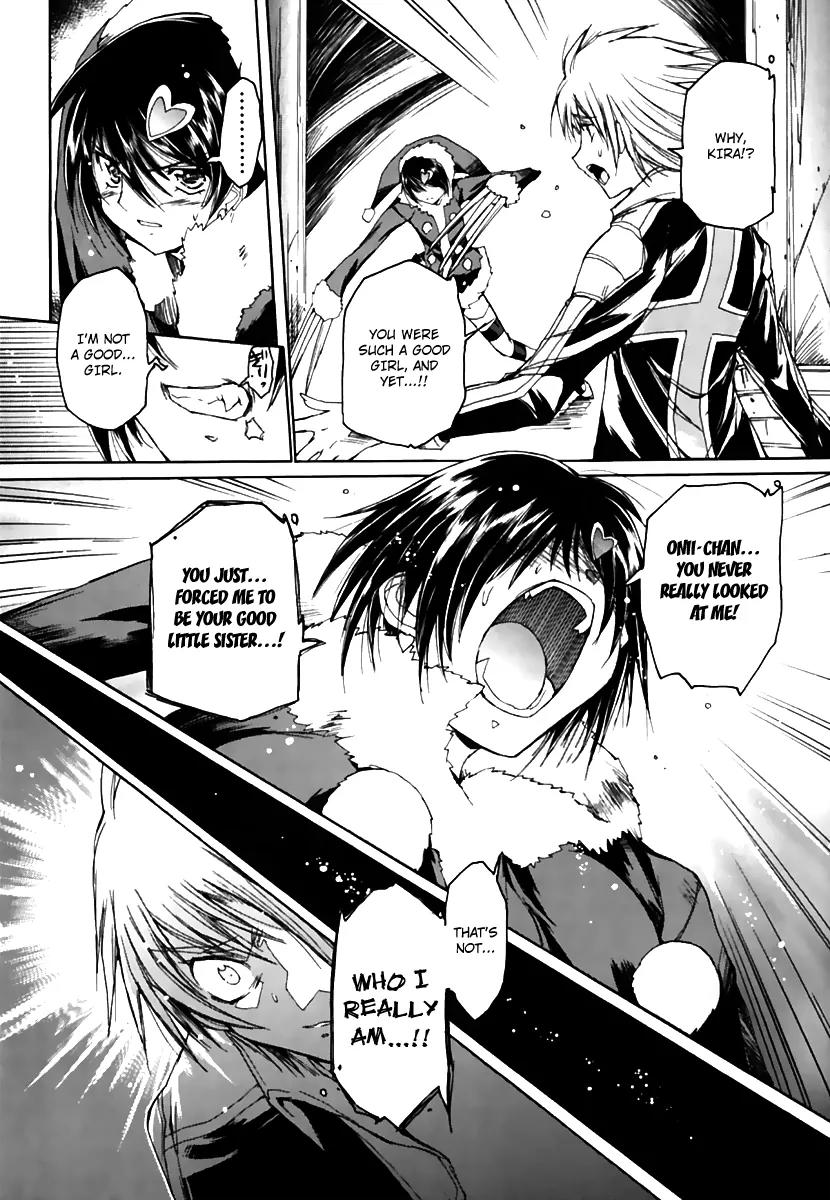 WHY,
KIRA!?
YOU WERE
SUCH A GOOD
GIRL, AND
YET...!!
.........
I'M NOT
A GOOD...
GIRL.
ONII-CHAN...
YOU NEVER
REALLY LOOKED
AT ME!
YOU JUST...
FORCED ME TO
BE YOUR GOOD
LITTLE SISTER...!
THAT'S
NOT...
WHO I
REALLY
AM...!!